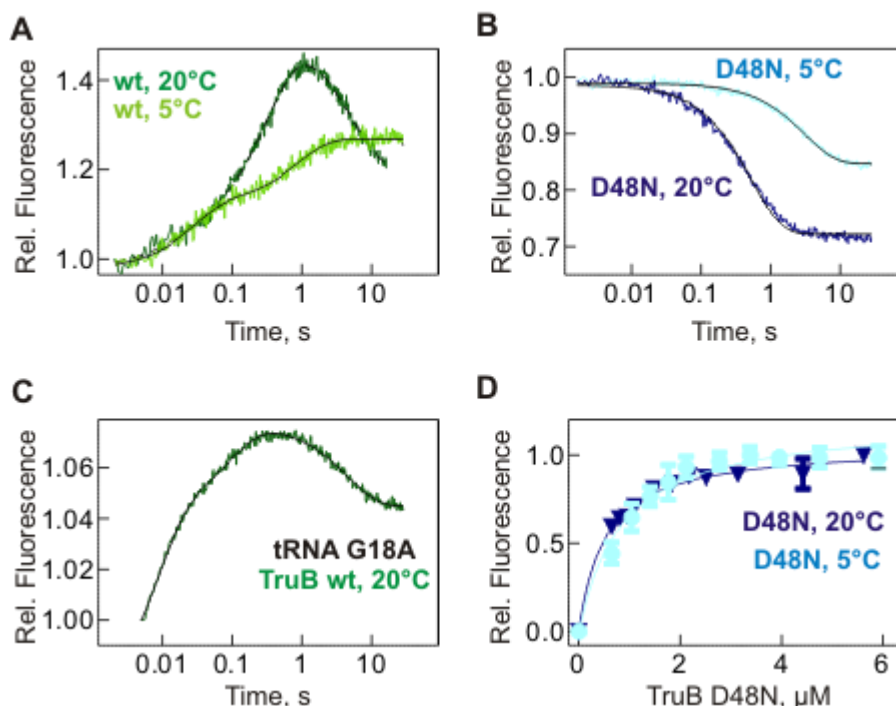 A
Rel. Fluorescence
1.4
1.2
1.0
wt, 20°C
wt, 5°C
0.01 0.1 1 10
Time, s
B
Rel. Fluorescence
1.0
0.9
0.8
0.7
D48N, 5°C
D48N, 20°C
0.01 0.1 1 10
Time, s
C
Rel. Fluorescence
1.06
1.04
1.02
1.00
tRNA G18A
TruB wt, 20°C
0.01 0.1 1 10
Time, s
D
Rel. Fluorescence
1.0
0.5
0.0
D48N, 20°C
D48N, 5°C
0 2 4 6
TruB D48N, µM